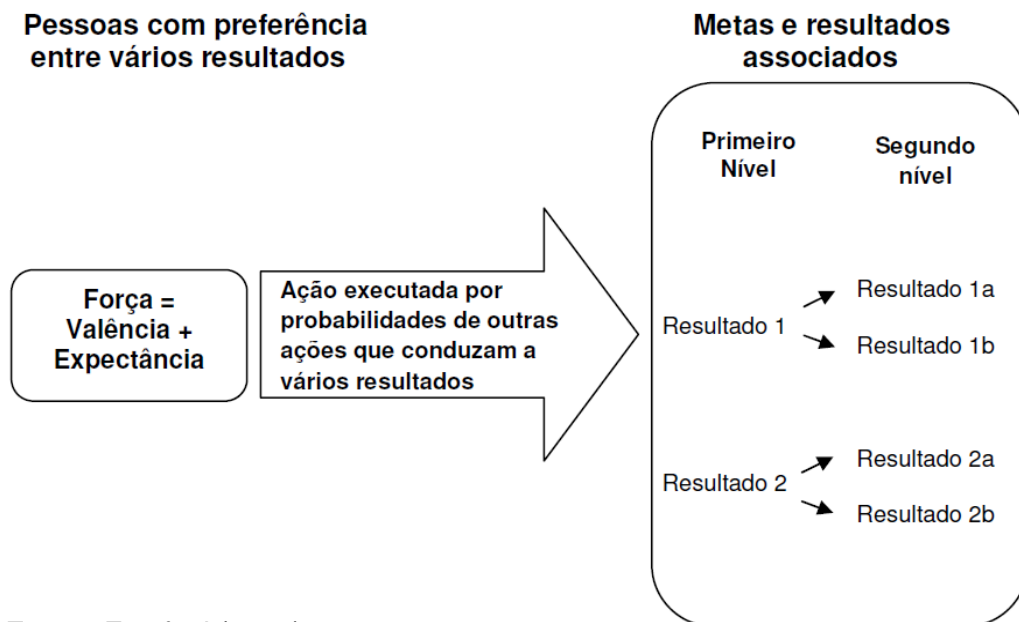 Pessoas com preferência
entre vários resultados
Metas e resultados
associados
Força =
Valência +
Expectância
Ação executada por
probabilidades de outras
ações que conduzam a
vários resultados
Primeiro
Nível
Segundo
nível
Resultado 1
Resultado 1a
Resultado 1b
Resultado 2
Resultado 2a
Resultado 2b